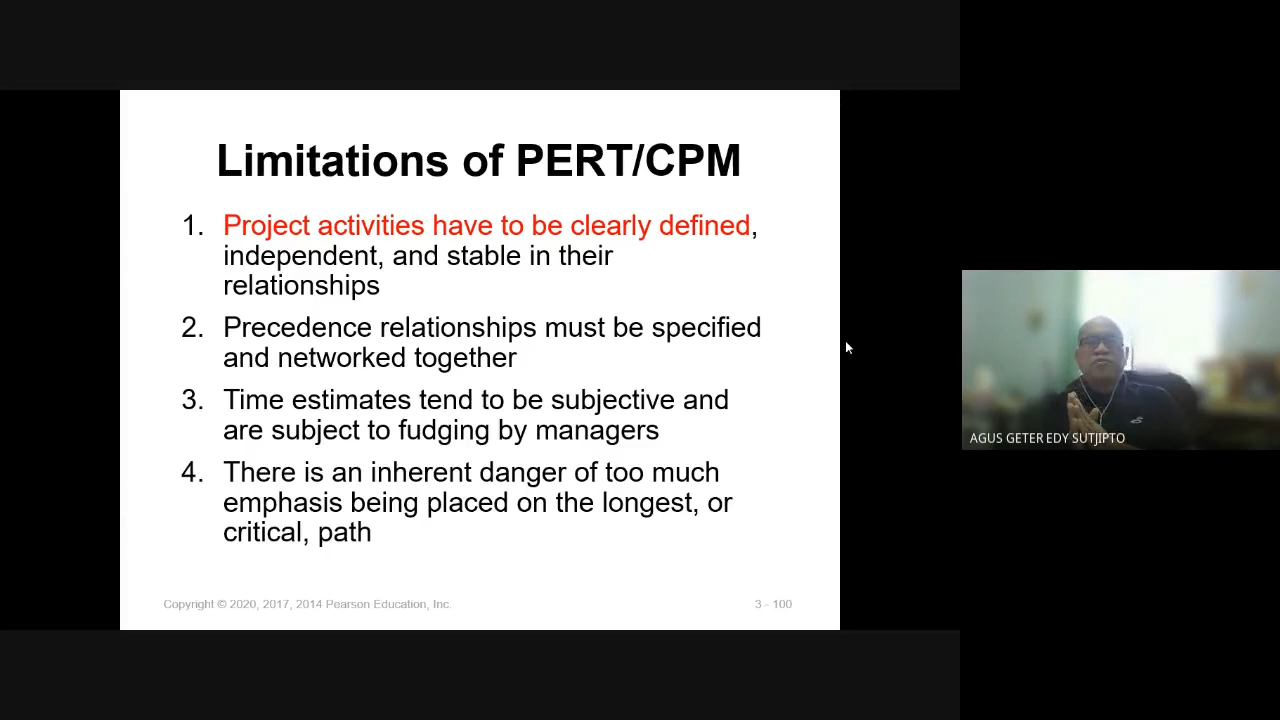 Limitations of PERT/CPM
1. Project activities have to be clearly defined,
independent, and stable in their
relationships
2. Precedence relationships must be specified
and networked together
3. Time estimates tend to be subjective and
are subject to fudging by managers
4. There is an inherent danger of too much
emphasis being placed on the longest, or
critical, path
Copyright © 2020, 2017, 2014 Pearson Education, Inc.
3 - 100
AGUS GETER EDY SUTJIPTO